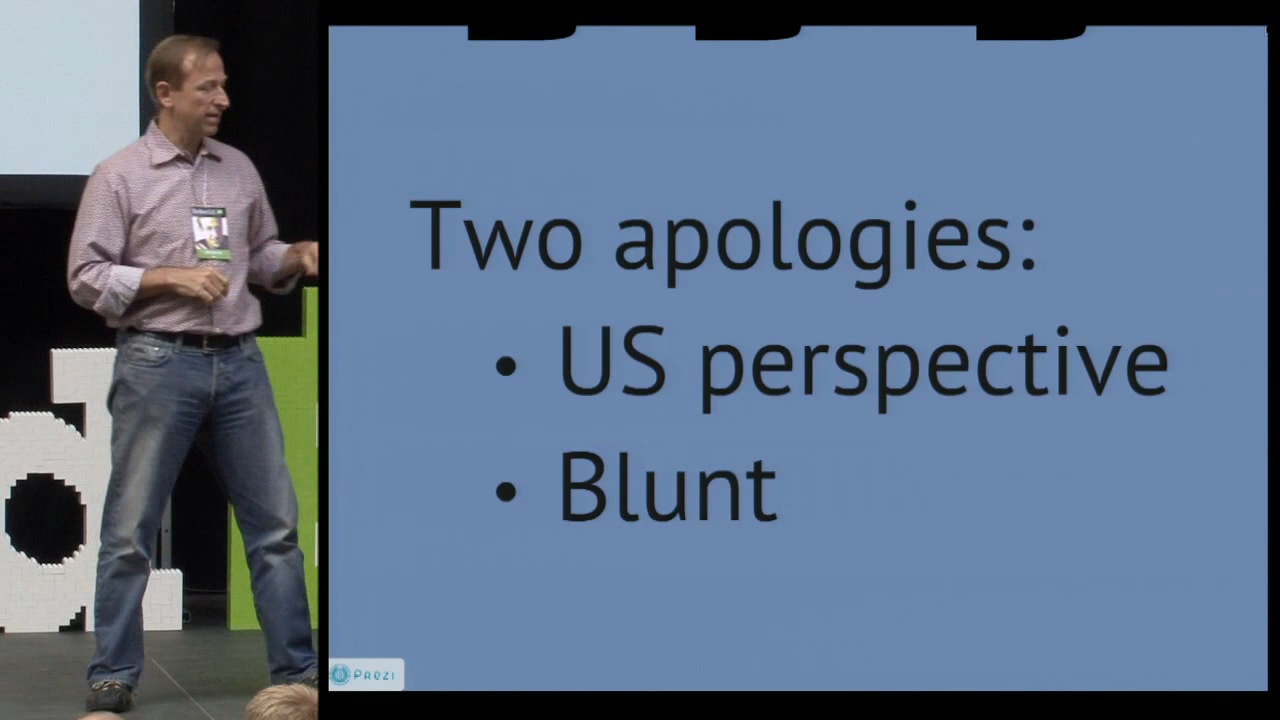 Two apologies:
• US perspective
• Blunt
Prezi